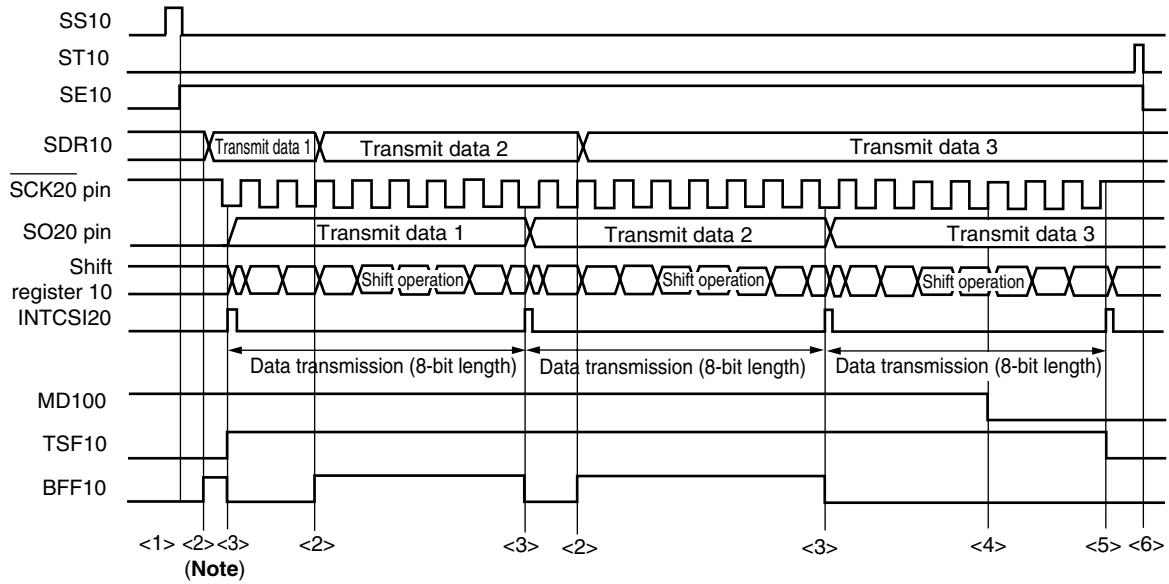 SS10
ST10
SE10
SDR10 Transmit data 1 Transmit data 2 Transmit data 3
SCK20 pin
SO20 pin Transmit data 1 Transmit data 2 Transmit data 3
Shift
register 10 Shift operation Shift operation Shift operation
INTCSI20
Data transmission (8-bit length) Data transmission (8-bit length) Data transmission (8-bit length)
MD100
TSF10
BFF10
<1> <2> <3> <2> <3> <2> <3> <4> <5> <6>
(Note)